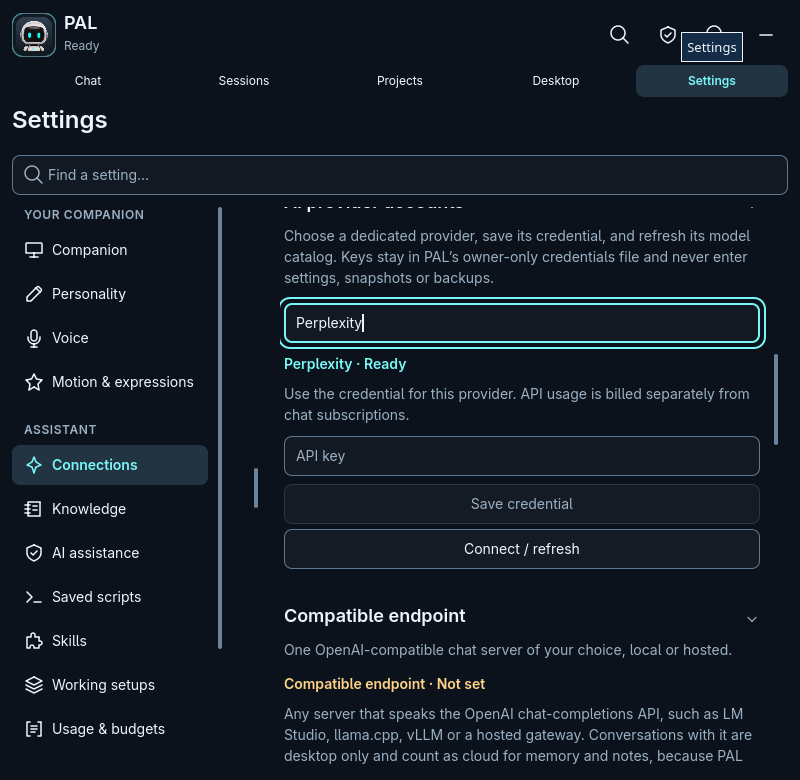 PAL
Ready
Settings
Chat
Sessions
Projects
Desktop
Settings
Settings
Find a setting...
YOUR COMPANION
Companion
Personality
Voice
Motion & expressions
ASSISTANT
Connections
Knowledge
AI assistance
Saved scripts
Skills
Working setups
Usage & budgets
AI provider accounts
Choose a dedicated provider, save its credential, and refresh its model
catalog. Keys stay in PAL's owner-only credentials file and never enter
settings, snapshots or backups.
Perplexity
Perplexity · Ready
Use the credential for this provider. API usage is billed separately from
chat subscriptions.
API key
Save credential
Connect / refresh
Compatible endpoint
One OpenAI-compatible chat server of your choice, local or hosted.
Compatible endpoint · Not set
Any server that speaks the OpenAI chat-completions API, such as LM
Studio, llama.cpp, vLLM or a hosted gateway. Conversations with it are
desktop only and count as cloud for memory and notes, because PAL